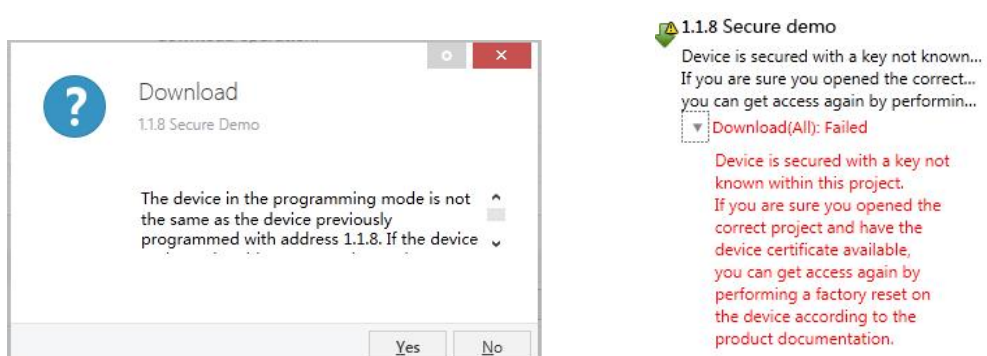 Download
1.1.8 Secure Demo
The device in the programming mode is not
the same as the device previously
programmed with address 1.1.8. If the device
Yes
No
1.1.8 Secure demo
Device is secured with a key not known...
If you are sure you opened the correct...
you can get access again by performin...
Download(All): Failed
Device is secured with a key not
known within this project.
If you are sure you opened the
correct project and have the
device certificate available,
you can get access again by
performing a factory reset on
the device according to the
product documentation.